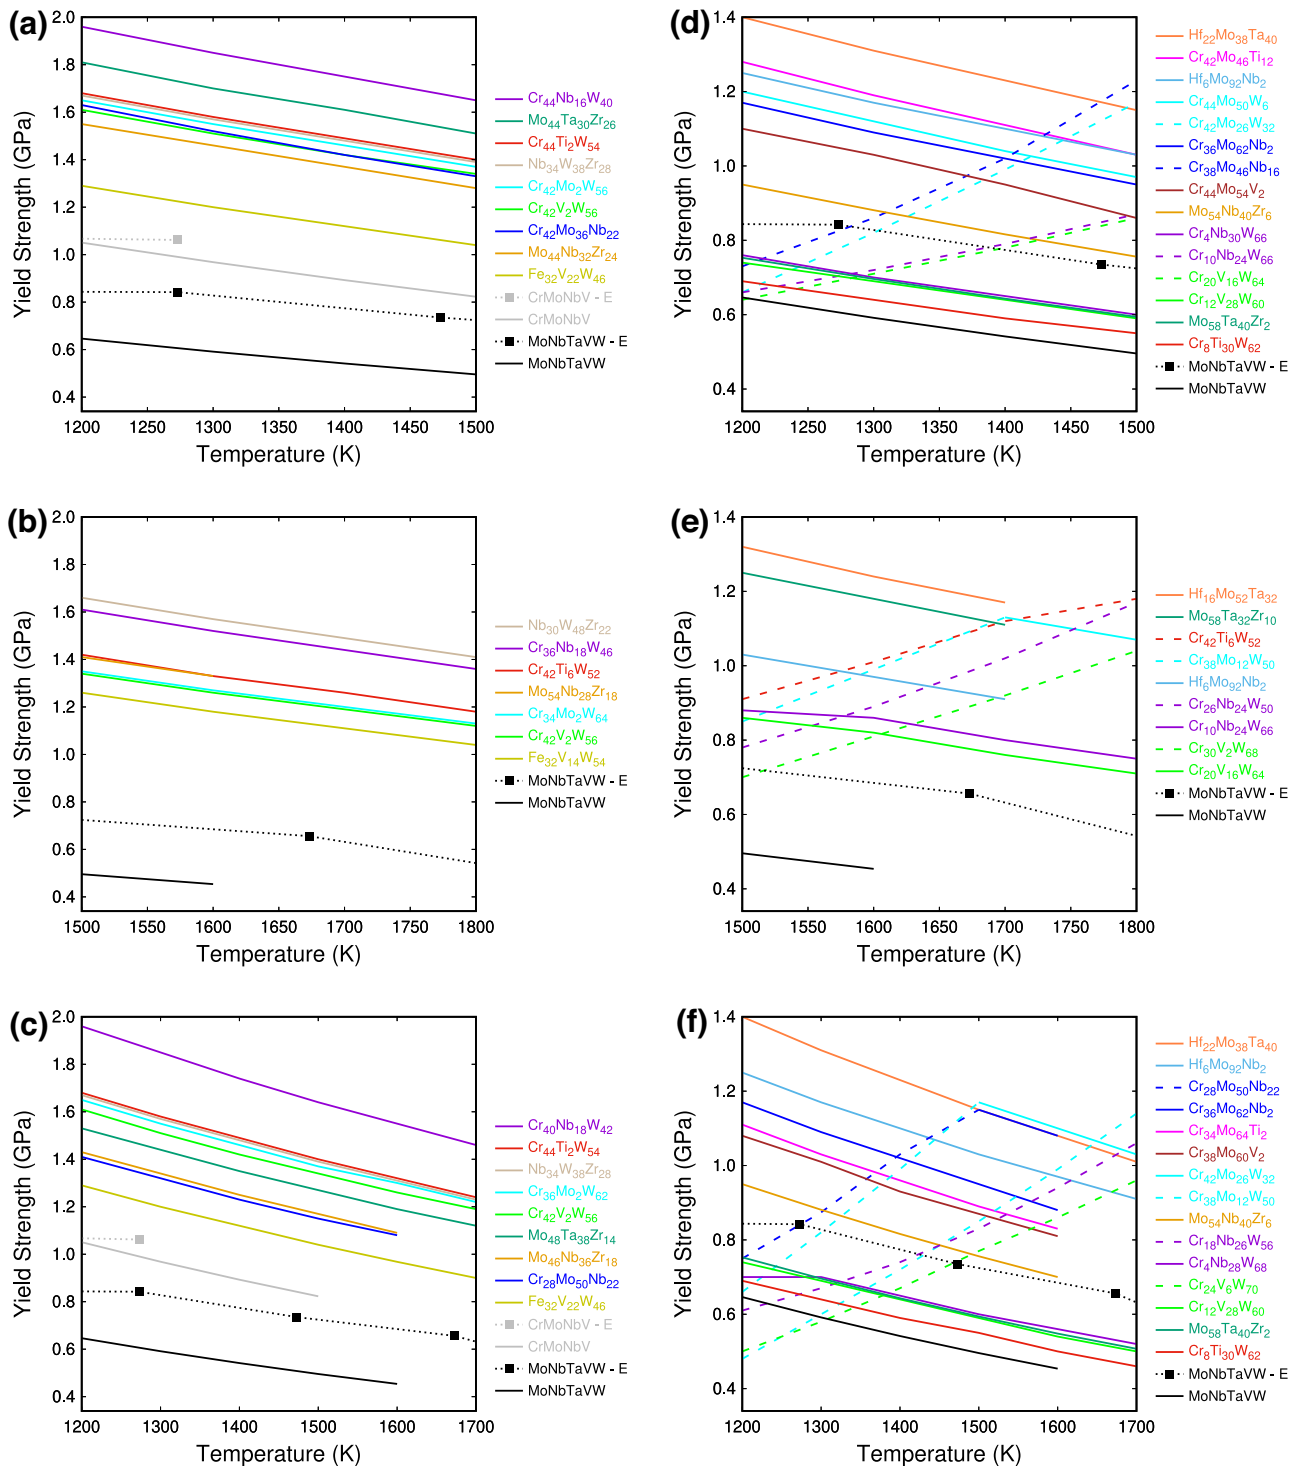 (a)
2.0
1.8
1.6
1.4
1.2
1.0
0.8
0.6
0.4
Yield Strength (GPa)
1200 1250 1300 1350 1400 1450 1500
Temperature (K)
Cr₄₄Nb₁₆W₄₀
Mo₄₄Ta₃₀Zr₂₆
Cr₄₄Ti₂W₅₄
Nb₃₄W₃₈Zr₂₈
Cr₄₂Mo₂W₅₆
Cr₄₂V₂W₅₆
Cr₄₂Mo₃₆Nb₂₂
Mo₄₄Nb₃₂Zr₂₄
Fe₃₂V₂₂W₄₆
CrMoNbV - E
CrMoNbV
MoNbTaVW - E
MoNbTaVW
(d)
1.4
1.2
1.0
0.8
0.6
0.4
Yield Strength (GPa)
1200 1250 1300 1350 1400 1450 1500
Temperature (K)
Hf₂₂Mo₃₈Ta₄₀
Cr₄₂Mo₄₆Ti₁₂
Hf₆Mo₉₂Nb₂
Cr₄₄Mo₅₀W₆
Cr₄₂Mo₂₆W₃₂
Cr₃₆Mo₆₂Nb₂
Cr₃₈Mo₄₆Nb₁₆
Cr₄₄Mo₅₄V₂
Mo₅₄Nb₄₀Zr₆
Cr₄Nb₃₀W₆₆
Cr₁₀Nb₂₄W₆₆
Cr₂₀V₁₆W₆₄
Cr₁₂V₂₈W₆₀
Mo₅₈Ta₄₀Zr₂
Cr₈Ti₃₀W₆₂
MoNbTaVW - E
MoNbTaVW
(b)
2.0
1.8
1.6
1.4
1.2
1.0
0.8
0.6
0.4
Yield Strength (GPa)
1500 1550 1600 1650 1700 1750 1800
Temperature (K)
Nb₃₀W₄₈Zr₂₂
Cr₃₆Nb₁₈W₄₆
Cr₄₂Ti₆W₅₂
Mo₅₄Nb₂₈Zr₁₈
Cr₃₄Mo₂W₆₄
Cr₄₂V₂W₅₆
Fe₃₂V₁₄W₅₄
MoNbTaVW - E
MoNbTaVW
(e)
1.4
1.2
1.0
0.8
0.6
0.4
Yield Strength (GPa)
1500 1550 1600 1650 1700 1750 1800
Temperature (K)
Hf₁₆Mo₅₂Ta₃₂
Mo₅₈Ta₃₂Zr₁₀
Cr₄₂Ti₆W₅₂
Cr₃₈Mo₁₂W₅₀
Hf₆Mo₉₂Nb₂
Cr₂₆Nb₂₄W₅₀
Cr₁₀Nb₂₄W₆₆
Cr₃₀V₂W₆₈
Cr₂₀V₁₆W₆₄
MoNbTaVW - E
MoNbTaVW
(c)
2.0
1.8
1.6
1.4
1.2
1.0
0.8
0.6
0.4
Yield Strength (GPa)
1200 1300 1400 1500 1600 1700
Temperature (K)
Cr₄₀Nb₁₈W₄₂
Cr₄₄Ti₂W₅₄
Nb₃₄W₃₈Zr₂₈
Cr₃₆Mo₂W₆₂
Cr₄₂V₂W₅₆
Mo₄₈Ta₃₈Zr₁₄
Mo₄₆Nb₃₆Zr₁₈
Cr₂₈Mo₅₀Nb₂₂
Fe₃₂V₂₂W₄₆
CrMoNbV - E
CrMoNbV
MoNbTaVW - E
MoNbTaVW
(f)
1.4
1.2
1.0
0.8
0.6
0.4
Yield Strength (GPa)
1200 1300 1400 1500 1600 1700
Temperature (K)
Hf₂₂Mo₃₈Ta₄₀
Hf₆Mo₉₂Nb₂
Cr₂₈Mo₅₀Nb₂₂
Cr₃₆Mo₆₂Nb₂
Cr₃₄Mo₆₄Ti₂
Cr₃₈Mo₆₀V₂
Cr₄₂Mo₂₆W₃₂
Cr₃₈Mo₁₂W₅₀
Mo₅₄Nb₄₀Zr₆
Cr₁₈Nb₂₆W₅₆
Cr₄Nb₂₈W₆₈
Cr₂₄V₆W₇₀
Cr₁₂V₂₈W₆₀
Mo₅₈Ta₄₀Zr₂
Cr₈Ti₃₀W₆₂
MoNbTaVW - E
MoNbTaVW